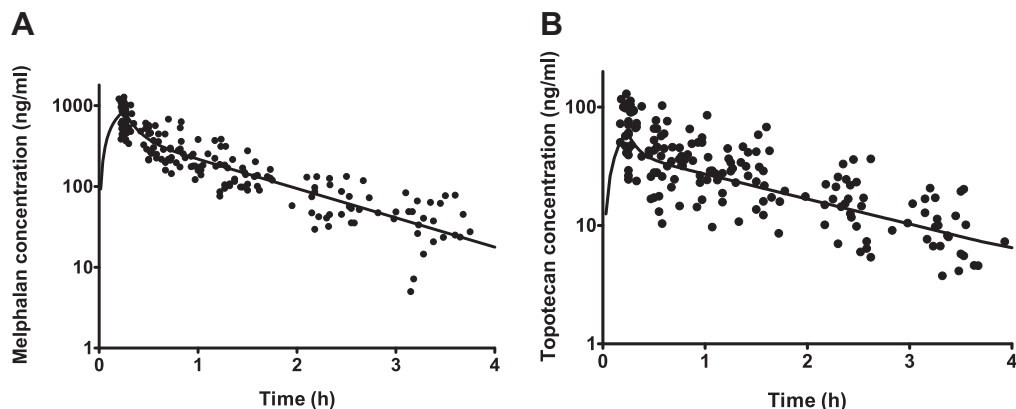 A
Melphalan concentration (ng/ml)
1000
100
10
1
0 1 2 3 4
Time (h)
B
Topotecan concentration (ng/ml)
100
10
1
0 1 2 3 4
Time (h)